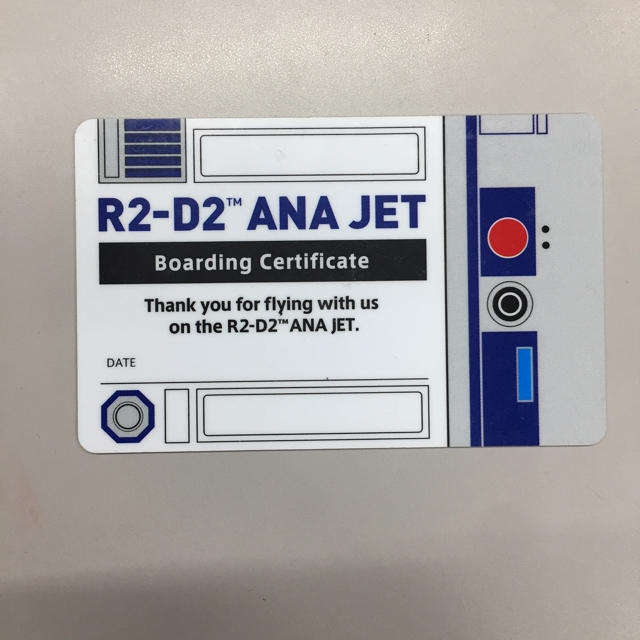 R2-D2™ ANA JET
Boarding Certificate
Thank you for flying with us
on the R2-D2™ ANA JET.
DATE